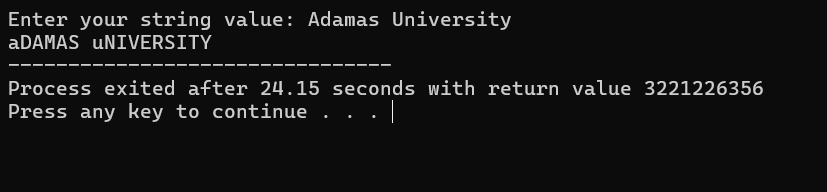 Enter your string value: Adamas University
aDAMAS uNIVERSITY
--------------------------------
Process exited after 24.15 seconds with return value 3221226356
Press any key to continue . . .